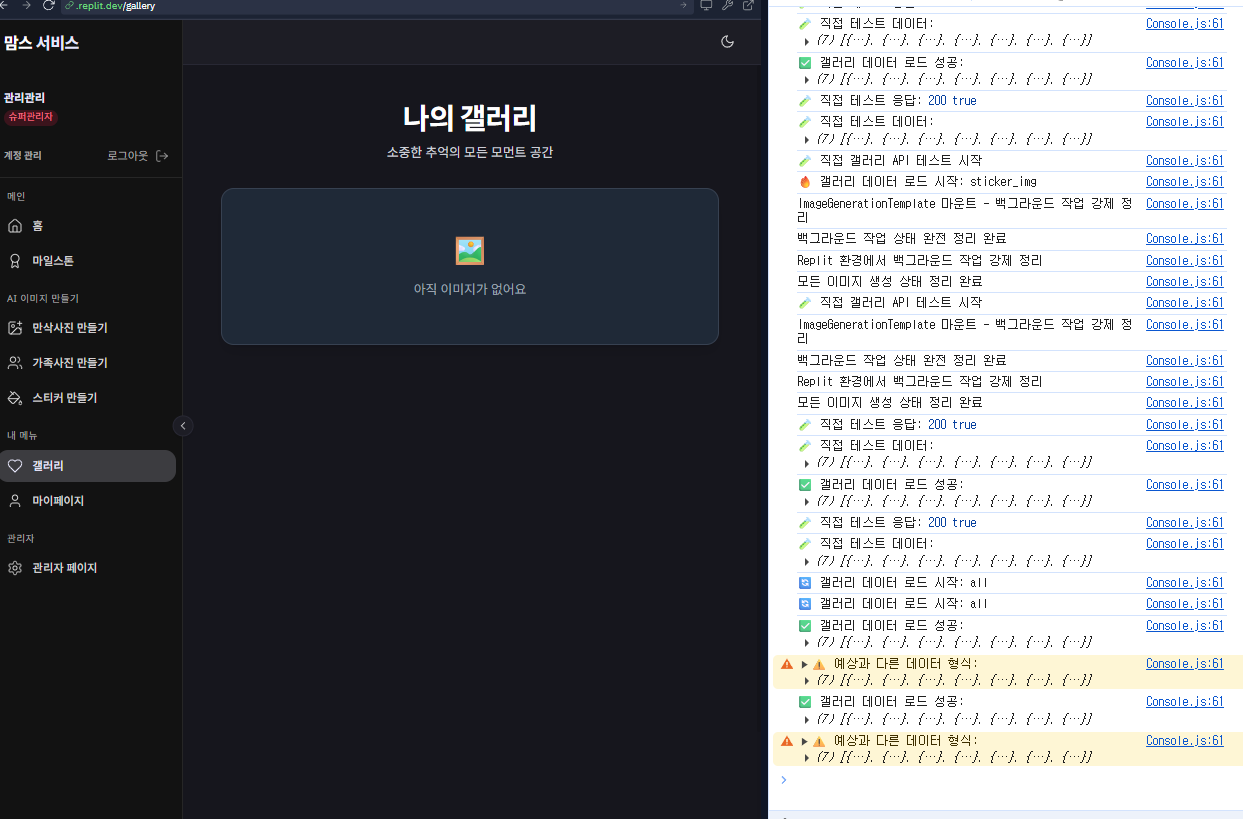 .replit.dev/gallery
맘스 서비스
관리관리
슈퍼관리자
계정 관리
로그아웃
메인
홈
마일스톤
AI 이미지 만들기
만삭사진 만들기
가족사진 만들기
스티커 만들기
내 메뉴
갤러리
마이페이지
관리자
관리자 페이지
나의 갤러리
소중한 추억의 모든 모먼트 공간
아직 이미지가 없어요
직접 테스트 데이터: Console.js:61
(7) [{…}, {…}, {…}, {…}, {…}, {…}, {…}]
갤러리 데이터 로드 성공: Console.js:61
(7) [{…}, {…}, {…}, {…}, {…}, {…}, {…}]
직접 테스트 응답: 200 true Console.js:61
직접 테스트 데이터: Console.js:61
(7) [{…}, {…}, {…}, {…}, {…}, {…}, {…}]
직접 갤러리 API 테스트 시작 Console.js:61
갤러리 데이터 로드 시작: sticker_img Console.js:61
ImageGenerationTemplate 마운트 - 백그라운드 작업 강제 정 Console.js:61
리
백그라운드 작업 상태 완전 정리 완료 Console.js:61
Replit 환경에서 백그라운드 작업 강제 정리 Console.js:61
모든 이미지 생성 상태 정리 완료 Console.js:61
직접 갤러리 API 테스트 시작 Console.js:61
ImageGenerationTemplate 마운트 - 백그라운드 작업 강제 정 Console.js:61
리
백그라운드 작업 상태 완전 정리 완료 Console.js:61
Replit 환경에서 백그라운드 작업 강제 정리 Console.js:61
모든 이미지 생성 상태 정리 완료 Console.js:61
직접 테스트 응답: 200 true Console.js:61
직접 테스트 데이터: Console.js:61
(7) [{…}, {…}, {…}, {…}, {…}, {…}, {…}]
갤러리 데이터 로드 성공: Console.js:61
(7) [{…}, {…}, {…}, {…}, {…}, {…}, {…}]
직접 테스트 응답: 200 true Console.js:61
직접 테스트 데이터: Console.js:61
(7) [{…}, {…}, {…}, {…}, {…}, {…}, {…}]
갤러리 데이터 로드 시작: all Console.js:61
갤러리 데이터 로드 시작: all Console.js:61
갤러리 데이터 로드 성공: Console.js:61
(7) [{…}, {…}, {…}, {…}, {…}, {…}, {…}]
예상과 다른 데이터 형식: Console.js:61
(7) [{…}, {…}, {…}, {…}, {…}, {…}, {…}]
갤러리 데이터 로드 성공: Console.js:61
(7) [{…}, {…}, {…}, {…}, {…}, {…}, {…}]
예상과 다른 데이터 형식: Console.js:61
(7) [{…}, {…}, {…}, {…}, {…}, {…}, {…}]